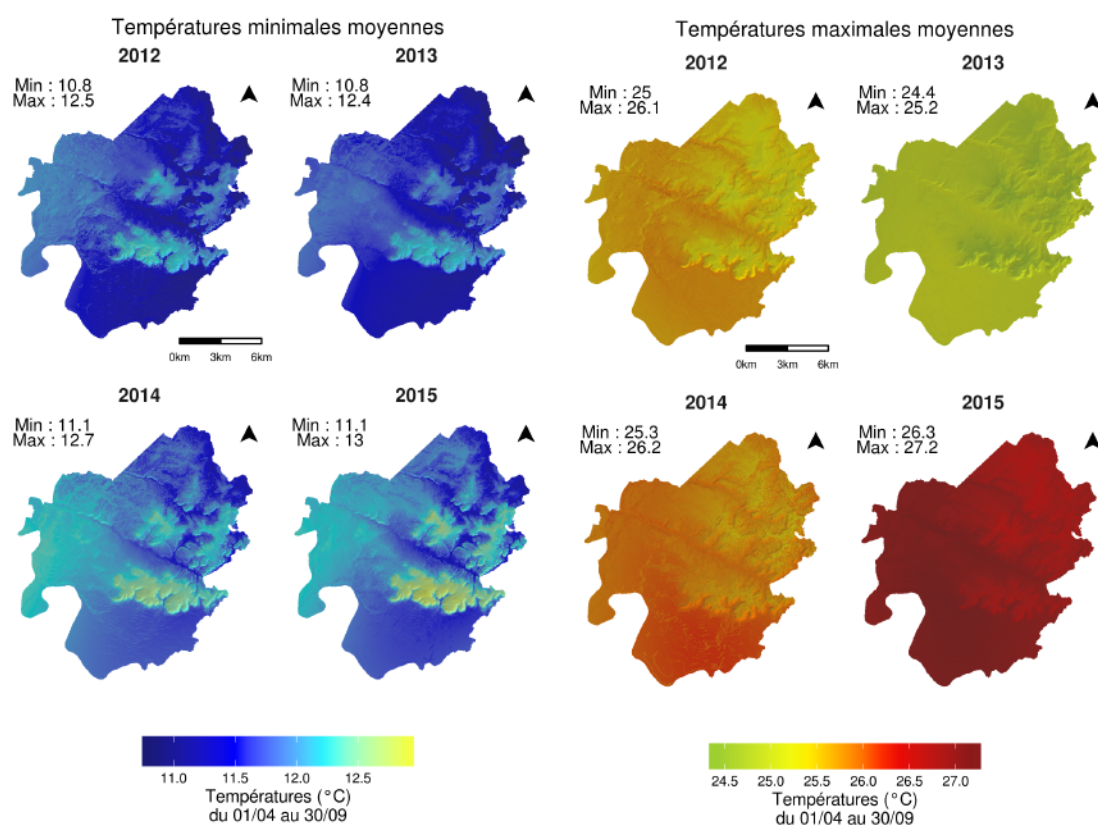 Températures minimales moyennes
2012
Min : 10.8
Max : 12.5
2013
Min : 10.8
Max : 12.4
0km 3km 6km
2014
Min : 11.1
Max : 12.7
2015
Min : 11.1
Max : 13
11.0 11.5 12.0 12.5
Températures (°C)
du 01/04 au 30/09
Températures maximales moyennes
2012
Min : 25
Max : 26.1
2013
Min : 24.4
Max : 25.2
0km 3km 6km
2014
Min : 25.3
Max : 26.2
2015
Min : 26.3
Max : 27.2
24.5 25.0 25.5 26.0 26.5 27.0
Températures (°C)
du 01/04 au 30/09